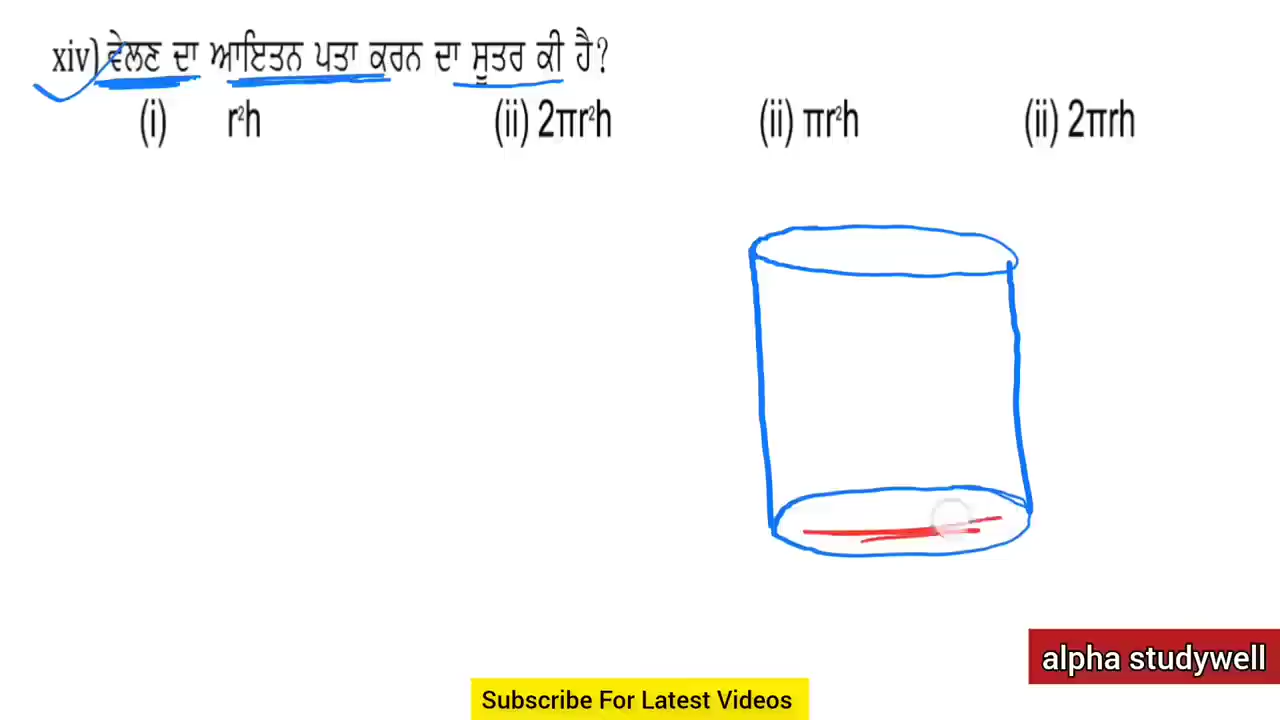 xiv) ਵੇਲਣ ਦਾ ਆਇਤਨ ਪਤਾ ਕਰਨ ਦਾ ਸੂਤਰ ਕੀ ਹੈ?
(i) r²h (ii) 2πr²h (ii) πr²h (ii) 2πrh
alpha studywell
Subscribe For Latest Videos